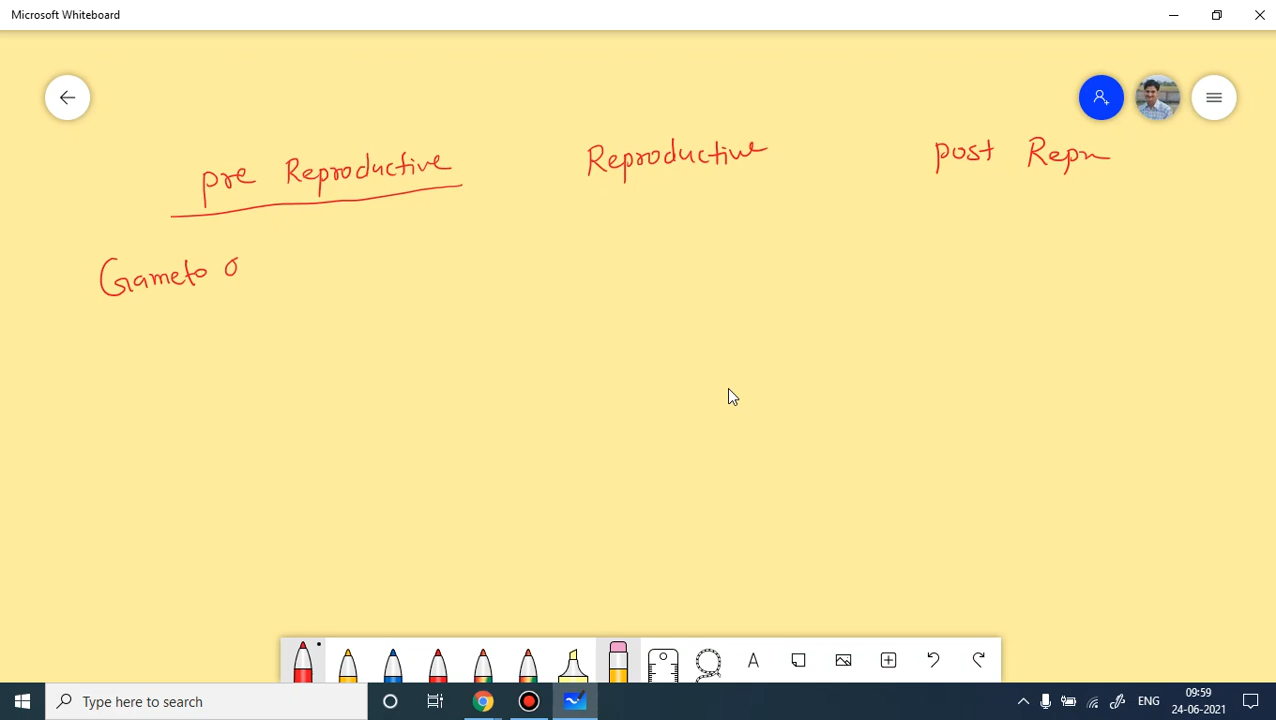 Microsoft Whiteboard
pre Reproductive Reproductive post Repn
Gameto o
A
Type here to search
ENG
09:59
24-06-2021